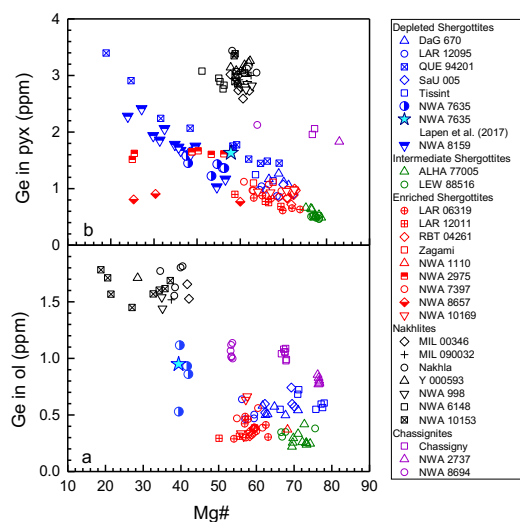 4
3
2
1
0
Ge in pyx (ppm)
b
2.0
1.5
1.0
0.5
0.0
Ge in ol (ppm)
a
10 20 30 40 50 60 70 80 90
Mg#
Depleted Shergottites
DaG 670
LAR 12095
QUE 94201
SaU 005
Tissint
NWA 7635
NWA 7635
Lapen et al. (2017)
NWA 8159
Intermediate Shergottites
ALHA 77005
LEW 88516
Enriched Shergottites
LAR 06319
LAR 12011
RBT 04261
Zagami
NWA 1110
NWA 2975
NWA 7397
NWA 8657
NWA 10169
Nakhlites
MIL 00346
MIL 090032
Nakhla
Y 000593
NWA 998
NWA 6148
NWA 10153
Chassignites
Chassigny
NWA 2737
NWA 8694